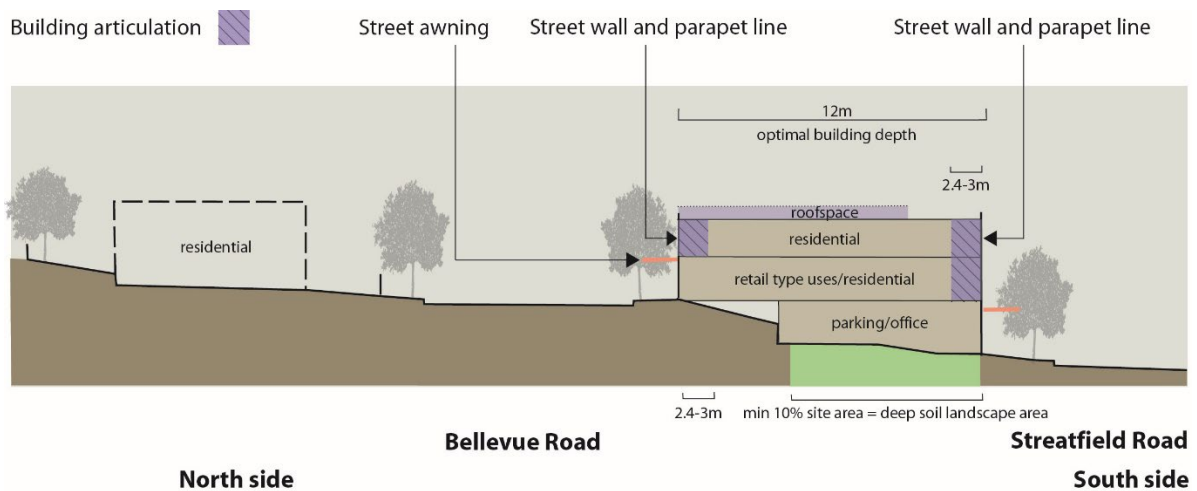 Building articulation
Street awning
Street wall and parapet line
Street wall and parapet line
12m
optimal building depth
2.4-3m
roofspace
residential
residential
retail type uses/residential
parking/office
2.4-3m
min 10% site area = deep soil landscape area
Bellevue Road
Streatfield Road
North side
South side